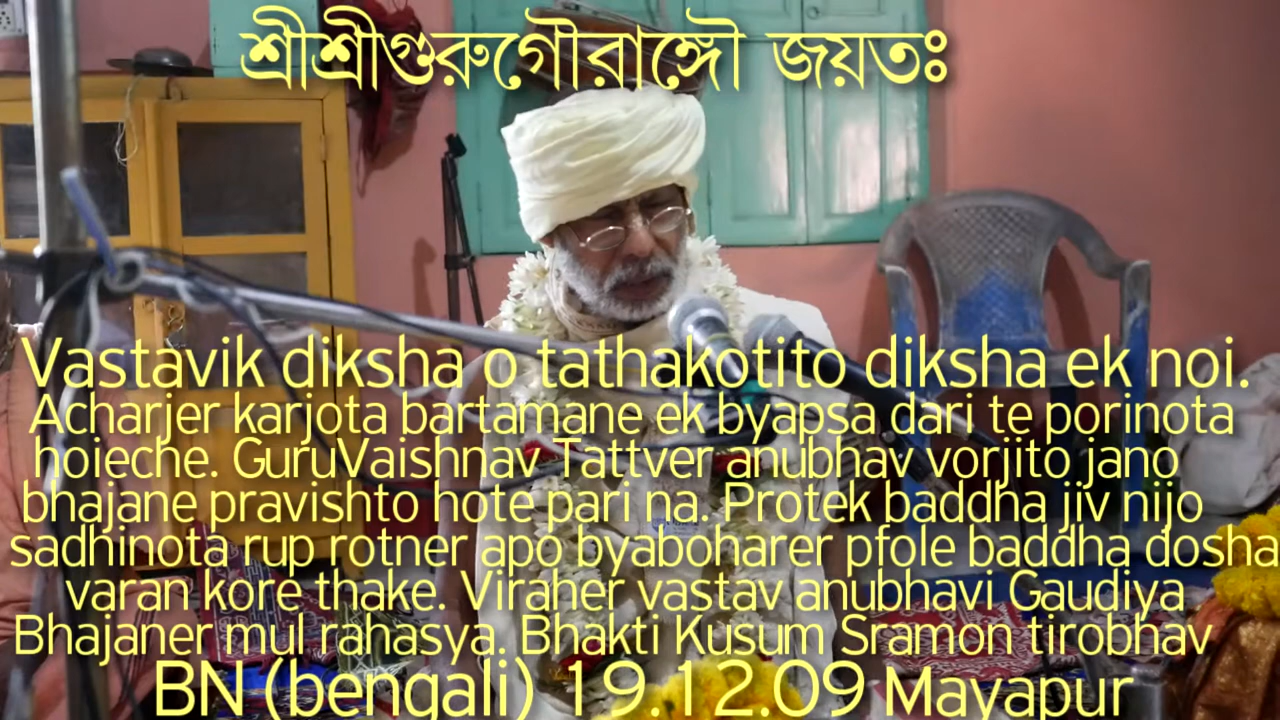 শ্রীশ্রীগুরুগৌরাঙ্গৌ জয়তঃ
Vastavik diksha o tathakotito diksha ek noi.
Acharjer karjota bartamane ek byapsa dari te porinota
hoieche. GuruVaishnav Tattver anubhav vorjito jano
bhajane pravishto hote pari na. Protek baddha jiv nijo
sadhinota rup rotner apo byaboharer pfole baddha dosha
varan kore thake. Viraher vastav anubhavi Gaudiya
Bhajaner mul rahasya. Bhakti Kusum Sramon tirobhav
BN (bengali) 19.12.09 Mayapur